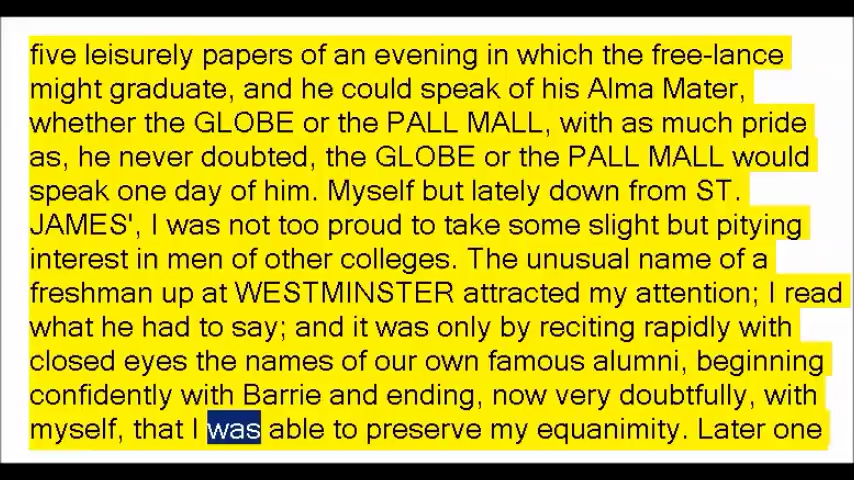 five leisurely papers of an evening in which the free-lance
might graduate, and he could speak of his Alma Mater,
whether the GLOBE or the PALL MALL, with as much pride
as, he never doubted, the GLOBE or the PALL MALL would
speak one day of him. Myself but lately down from ST.
JAMES', I was not too proud to take some slight but pitying
interest in men of other colleges. The unusual name of a
freshman up at WESTMINSTER attracted my attention; I read
what he had to say; and it was only by reciting rapidly with
closed eyes the names of our own famous alumni, beginning
confidently with Barrie and ending, now very doubtfully, with
myself, that I was able to preserve my equanimity. Later one